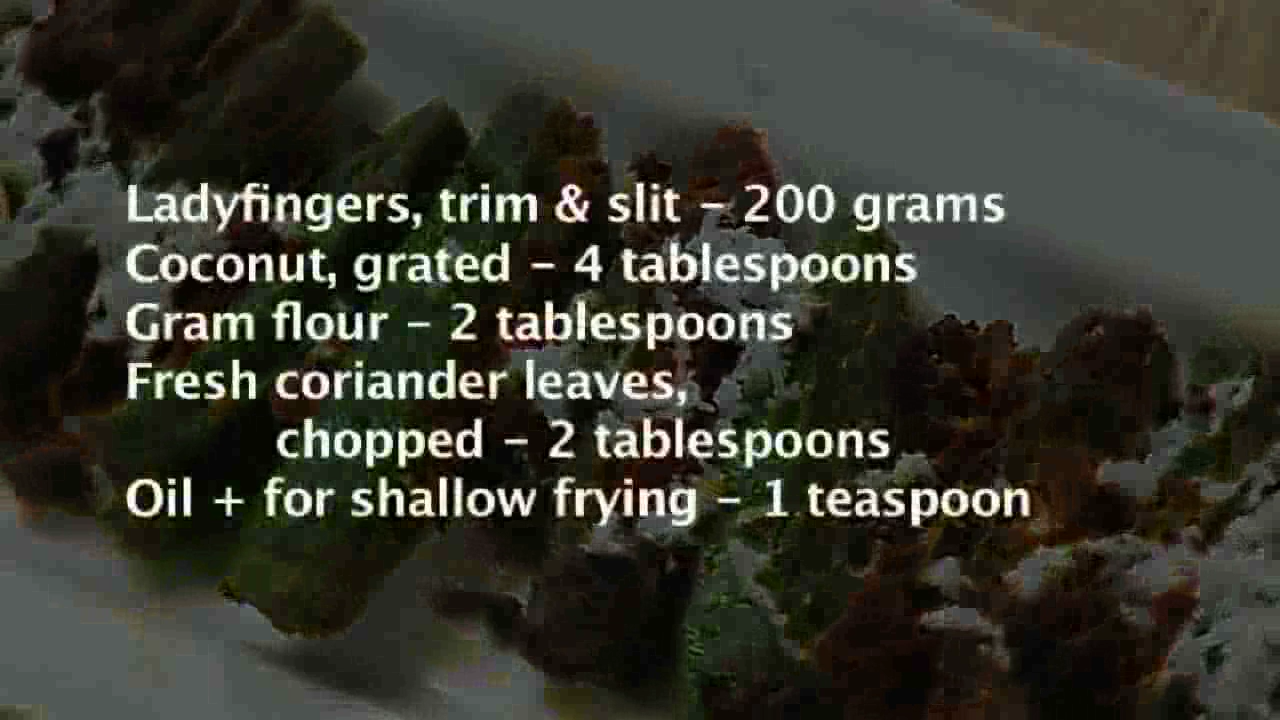 Ladyfingers, trim & slit – 200 grams
Coconut, grated – 4 tablespoons
Gram flour – 2 tablespoons
Fresh coriander leaves,
chopped – 2 tablespoons
Oil + for shallow frying – 1 teaspoon